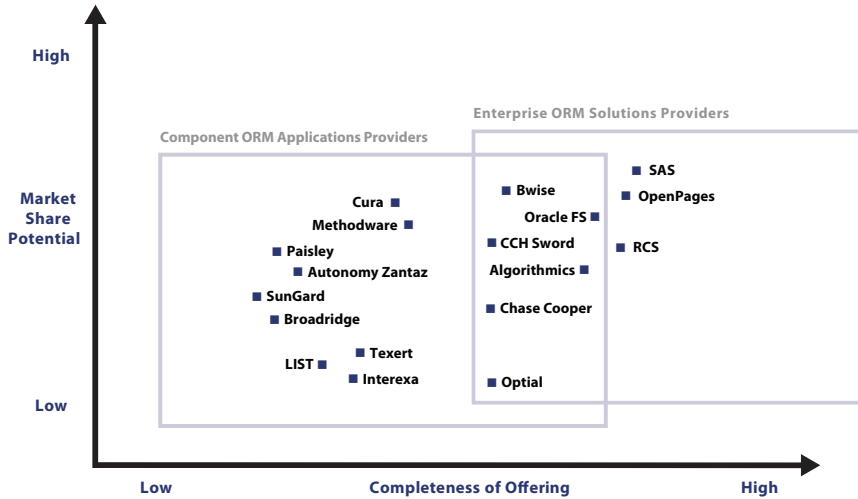 High
Enterprise ORM Solutions Providers
Component ORM Applications Providers
SAS
Bwise
OpenPages
Market
Share
Potential
Cura
Oracle FS
Methodware
CCH Sword
RCS
Paisley
Autonomy Zantaz
Algorithmics
SunGard
Chase Cooper
Broadridge
Texert
LIST
Interexa
Optial
Low
Low
Completeness of Offering
High